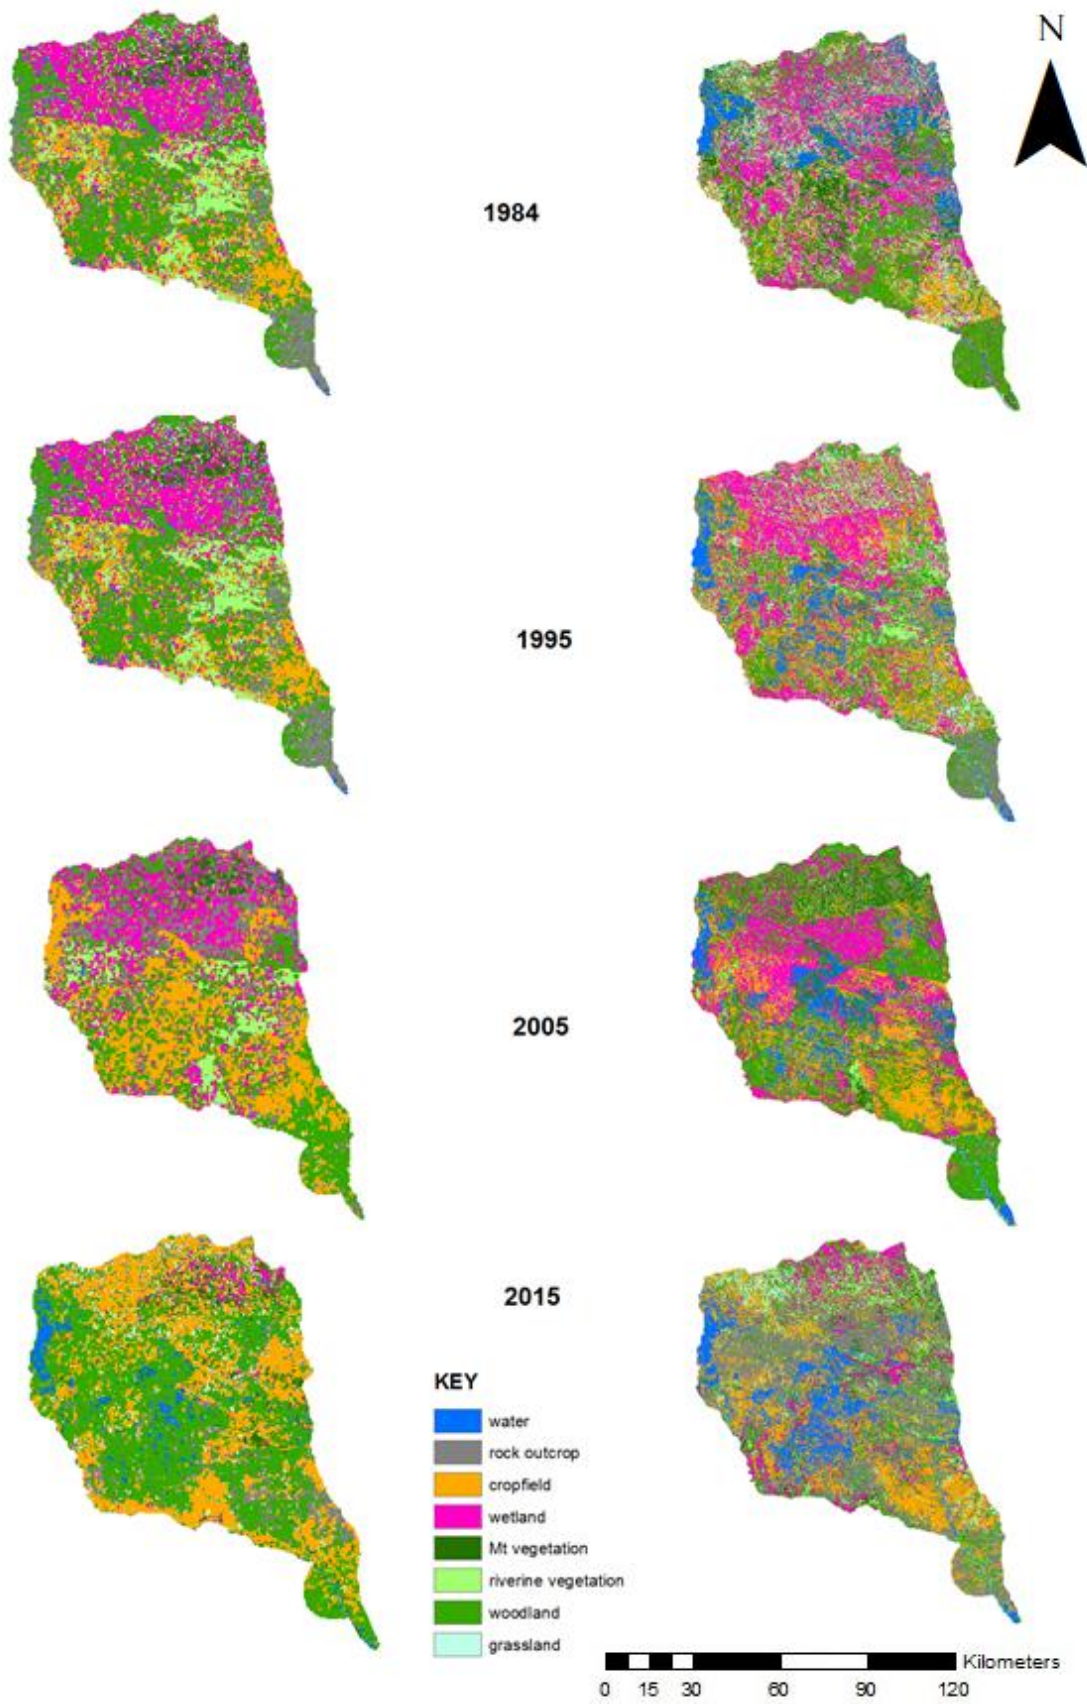 N
1984
1995
2005
2015
KEY
water
rock outcrop
cropfield
wetland
Mt vegetation
riverine vegetation
woodland
grassland
Kilometers
0 15 30 60 90 120